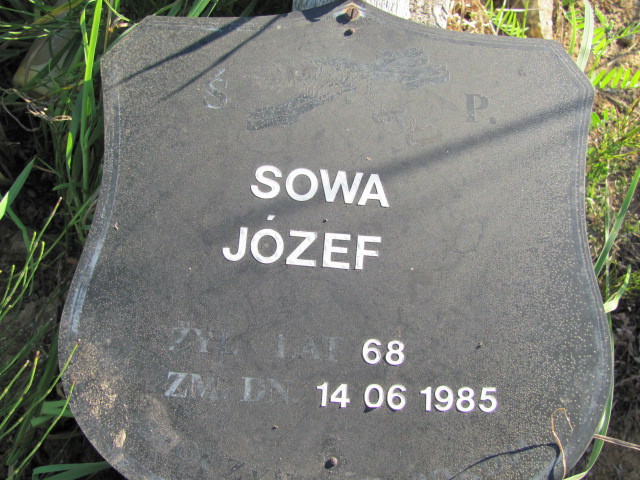 Ś P.
SOWA
JÓZEF
ŻYŁ LAT 68
ZM. DN. 14 06 1985